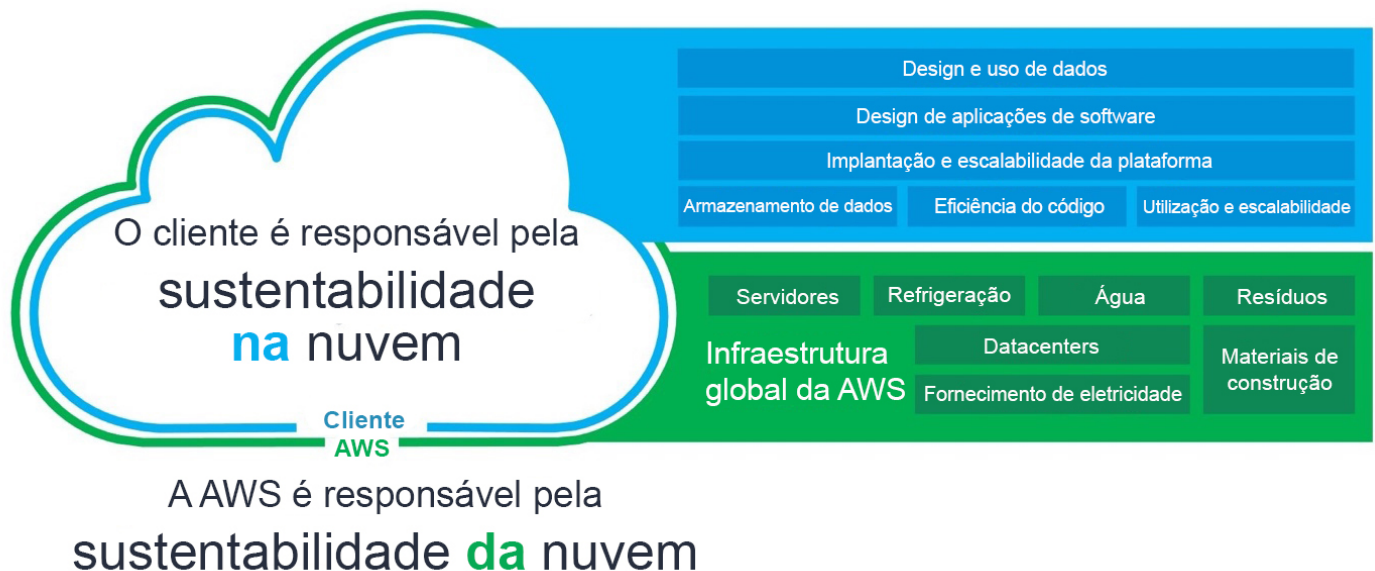 O cliente é responsável pela
sustentabilidade
na nuvem
Cliente
AWS
A AWS é responsável pela
sustentabilidade da nuvem
Design e uso de dados
Design de aplicações de software
Implantação e escalabilidade da plataforma
Armazenamento de dados
Eficiência do código
Utilização e escalabilidade
Servidores
Refrigeração
Água
Resíduos
Infraestrutura
global da AWS
Datacenters
Fornecimento de eletricidade
Materiais de
construção